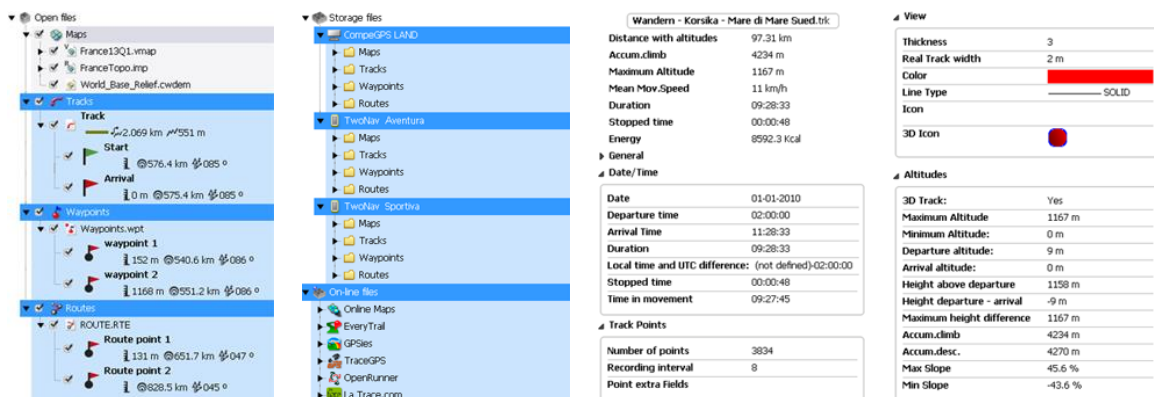 Open files
Maps
France13Q1.vmap
FranceTopo.imp
World_Base_Relief.cwdem
Tracks
Track
2.069 km 551 m
Start
576.4 km 085 º
Arrival
0 m 575.4 km 085 º
Waypoints
Waypoints.wpt
waypoint 1
152 m 540.6 km 086 º
waypoint 2
1168 m 551.2 km 086 º
Routes
ROUTE.RTE
Route point 1
131 m 651.7 km 047 º
Route point 2
828.5 km 045 º
Storage files
CompeGPS LAND
Maps
Tracks
Waypoints
Routes
TwoNav Aventura
Maps
Tracks
Waypoints
Routes
TwoNav Sportiva
Maps
Tracks
Waypoints
Routes
On-line files
Online Maps
EveryTrail
GPSies
TraceGPS
OpenRunner
La Trace.com
Wandern - Korsika - Mare di Mare Sued.trk
Distance with altitudes 97.31 km
Accum.climb 4234 m
Maximum Altitude 1167 m
Mean Mov.Speed 11 km/h
Duration 09:28:33
Stopped time 00:00:48
Energy 8592.3 Kcal
General
Date/Time
Date 01-01-2010
Departure time 02:00:00
Arrival Time 11:28:33
Duration 09:28:33
Local time and UTC difference: (not defined)-02:00:00
Stopped time 00:00:48
Time in movement 09:27:45
Track Points
Number of points 3834
Recording interval 8
Point extra Fields
View
Thickness 3
Real Track width 2 m
Color
Line Type SOLID
Icon
3D Icon
Altitudes
3D Track: Yes
Maximum Altitude 1167 m
Minimum Altitude: 0 m
Departure altitude: 9 m
Arrival altitude: 0 m
Height above departure 1158 m
Height departure - arrival -9 m
Maximum height difference 1167 m
Accum.climb 4234 m
Accum.desc. 4270 m
Max Slope 45.6 %
Min Slope -43.6 %